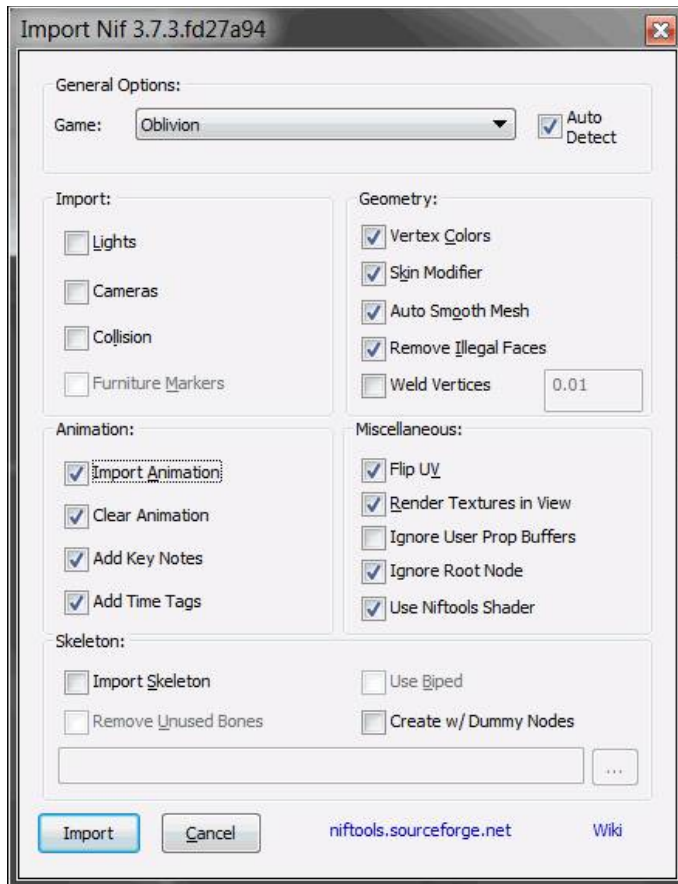 Import Nif 3.7.3.fd27a94
General Options:
Game: Oblivion Auto Detect
Import:
Lights
Cameras
Collision
Furniture Markers
Geometry:
Vertex Colors
Skin Modifier
Auto Smooth Mesh
Remove Illegal Faces
Weld Vertices 0.01
Animation:
Import Animation
Clear Animation
Add Key Notes
Add Time Tags
Miscellaneous:
Flip UV
Render Textures in View
Ignore User Prop Buffers
Ignore Root Node
Use Niftools Shader
Skeleton:
Import Skeleton Use Biped
Remove Unused Bones Create w/ Dummy Nodes
...
Import Cancel niftools.sourceforge.net Wiki